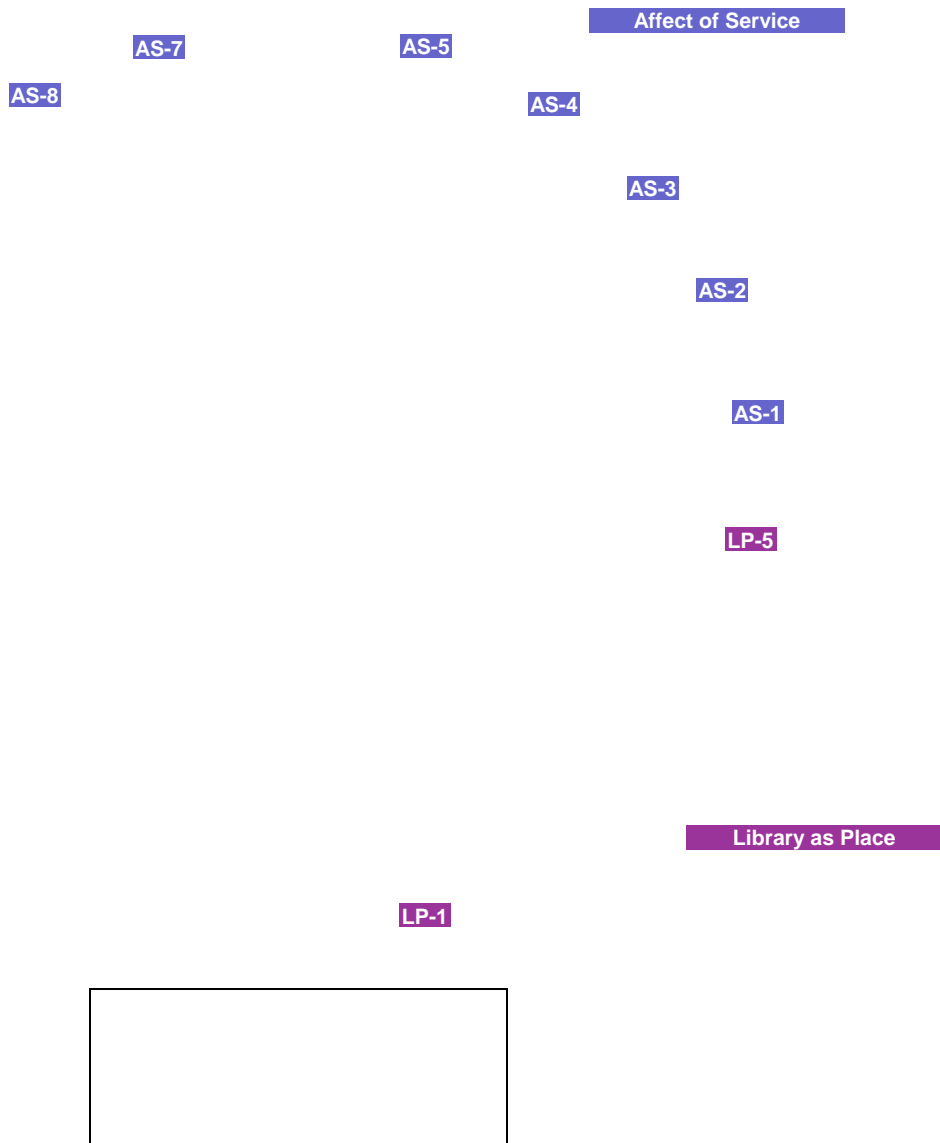 Affect of Service
AS-7
AS-5
AS-8
AS-4
AS-3
AS-2
AS-1
LP-5
Library as Place
LP-1